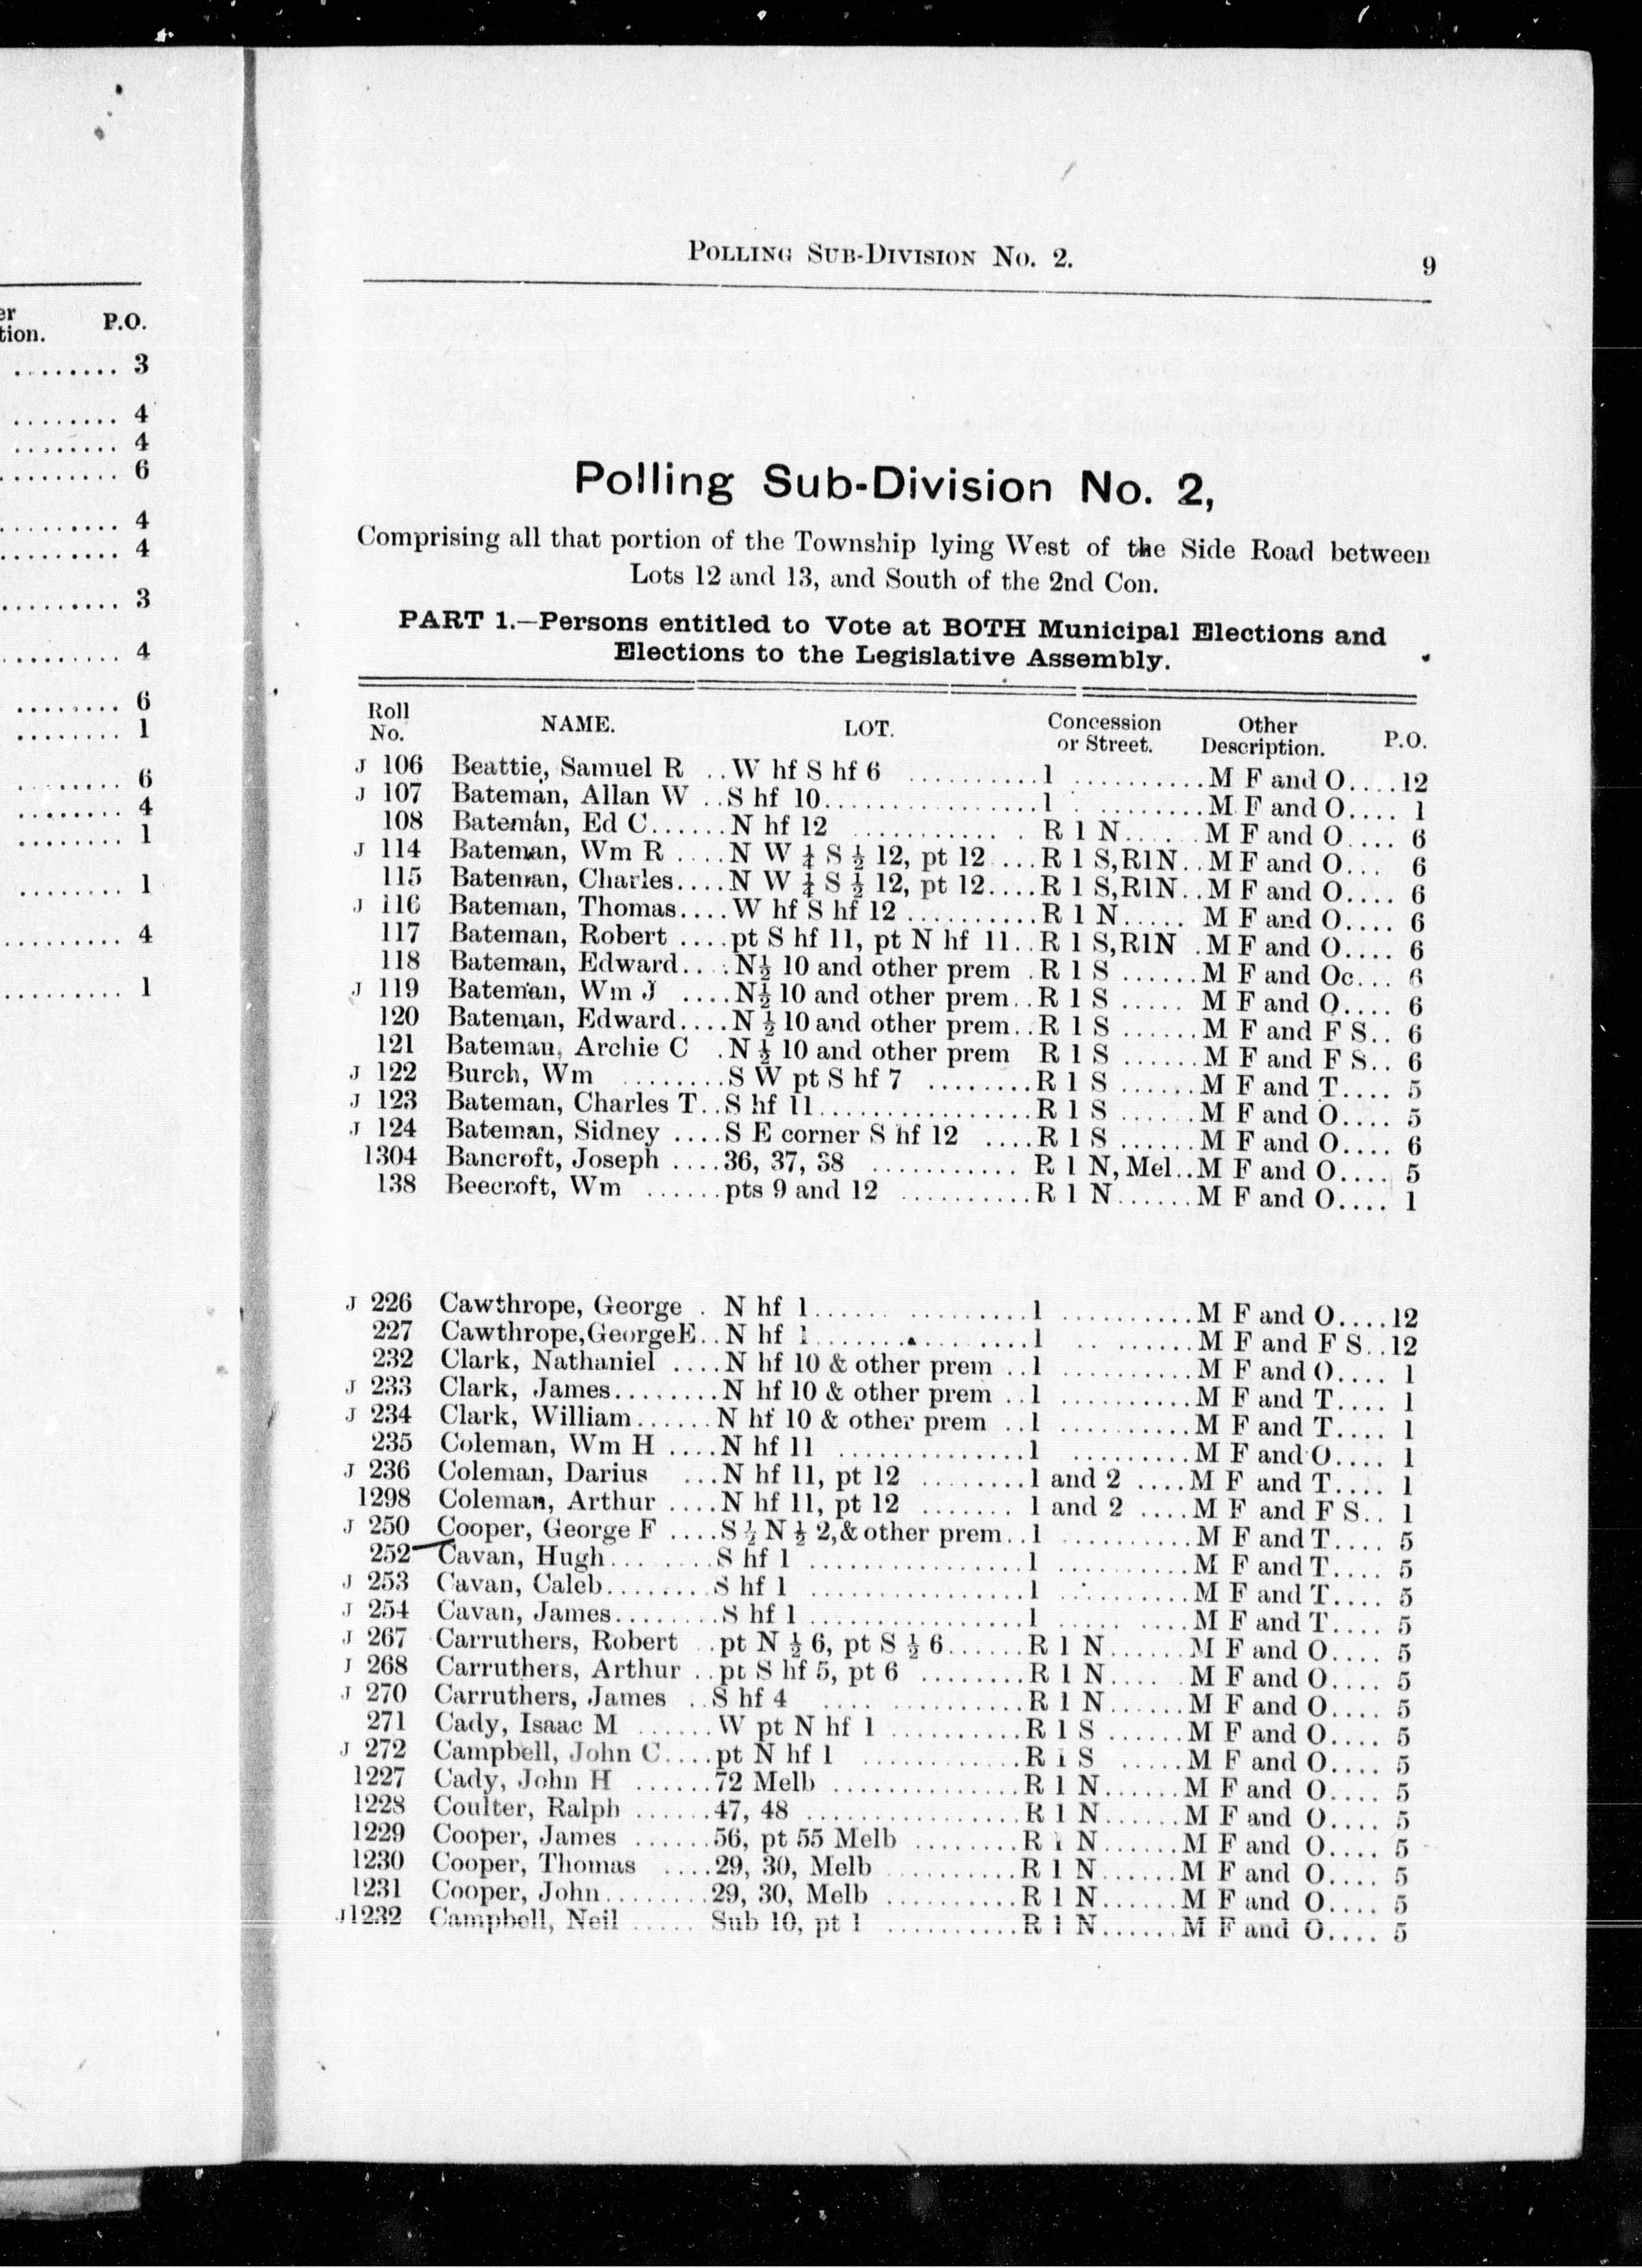 er
tion. P.O.
........ 3
........ 4
........ 4
......... 6
......... 4
......... 4
......... 3
......... 4
........ 6
........ 1
........ 6
........ 4
........ 1
........ 1
......... 4
......... 1
POLLING SUB-DIVISION NO. 2. 9
Polling Sub-Division No. 2,
Comprising all that portion of the Township lying West of the Side Road between
Lots 12 and 13, and South of the 2nd Con.
PART 1.—Persons entitled to Vote at BOTH Municipal Elections and
Elections to the Legislative Assembly.
Roll No. NAME. LOT. Concession or Street. Other Description. P.O.
J 106 Beattie, Samuel R ..W hf S hf 6 ..........1 ..........M F and O....12
J 107 Bateman, Allan W ..S hf 10................1 ........M F and O.... 1
108 Bateman, Ed C......N hf 12 ............ R 1 N......M F and O.... 6
J 114 Bateman, Wm R ....N W ¼ S ½ 12, pt 12 ...R 1 S,R1N..M F and O... 6
115 Bateman, Charles....N W ¼ S ½ 12, pt 12....R 1 S,R1N..M F and O.... 6
J 116 Bateman, Thomas....W hf S hf 12 ..........R 1 N..... M F and O.... 6
117 Bateman, Robert ....pt S hf 11, pt N hf 11..R 1 S,R1N .M F and O.... 6
118 Bateman, Edward.. ..N½ 10 and other prem .R 1 S ......M F and Oc... 6
J 119 Bateman, Wm J ....N½ 10 and other prem..R 1 S ..... M F and O.... 6
120 Bateman, Edward....N ½ 10 and other prem..R 1 S ......M F and F S.. 6
121 Bateman, Archie C .N ½ 10 and other prem R 1 S ......M F and F S.. 6
J 122 Burch, Wm ........S W pt S hf 7 ........R 1 S ......M F and T.... 5
J 123 Bateman, Charles T..S hf 11................R 1 S ......M F and O.... 5
J 124 Bateman, Sidney ....S E corner S hf 12 ....R 1 S ......M F and O.... 6
1304 Bancroft, Joseph ....36, 37, 38 ........... R 1 N, Mel..M F and O.... 5
138 Beecroft, Wm ......pts 9 and 12 ..........R 1 N......M F and O.... 1
J 226 Cawthrope, George . N hf 1...... .........1 ..........M F and O....12
227 Cawthrope,GeorgeE..N hf 1................1 .. .......M F and F S..12
232 Clark, Nathaniel ....N hf 10 & other prem ..1 ..........M F and O.... 1
J 233 Clark, James........N hf 10 & other prem ..1 ..........M F and T.... 1
J 234 Clark, William......N hf 10 & other prem ..1 ..........M F and T.... 1
235 Coleman, Wm H ....N hf 11 ..............1 .........M F and O.... 1
J 236 Coleman, Darius ...N hf 11, pt 12 ........1 and 2 ....M F and T.... 1
1298 Coleman, Arthur ....N hf 11, pt 12 ....... 1 and 2 ....M F and F S.. 1
J 250 Cooper, George F ....S ½ N ½ 2,& other prem..1 ..........M F and T.... 5
252 Cavan, Hugh........S hf 1 ................1 ..........M F and T.... 5
J 253 Cavan, Caleb........S hf 1 ................1 ..........M F and T.... 5
J 254 Cavan, James........S hf 1 ................1 ..... ....M F and T.... 5
J 267 Carruthers, Robert ..pt N ½ 6, pt S ½ 6......R 1 N......M F and O.... 5
J 268 Carruthers, Arthur ..pt S hf 5, pt 6 ........R 1 N.... .M F and O.... 5
J 270 Carruthers, James ..S hf 4 .... ..........R 1 N......M F and O.... 5
271 Cady, Isaac M ......W pt N hf 1 ..........R 1 S ......M F and O.... 5
J 272 Campbell, John C....pt N hf 1 ............R 1 S .....M F and O.... 5
1227 Cady, John H ......72 Melb ..............R 1 N......M F and O.... 5
1228 Coulter, Ralph ......47, 48 ................R 1 N......M F and O.... 5
1229 Cooper, James ......56, pt 55 Melb ........R 1 N......M F and O.... 5
1230 Cooper, Thomas ....29, 30, Melb ..........R 1 N......M F and O.... 5
1231 Cooper, John........29, 30, Melb ..........R 1 N......M F and O.... 5
J1232 Campbell, Neil ..... Sub 10, pt 1 ..........R 1 N......M F and O.... 5